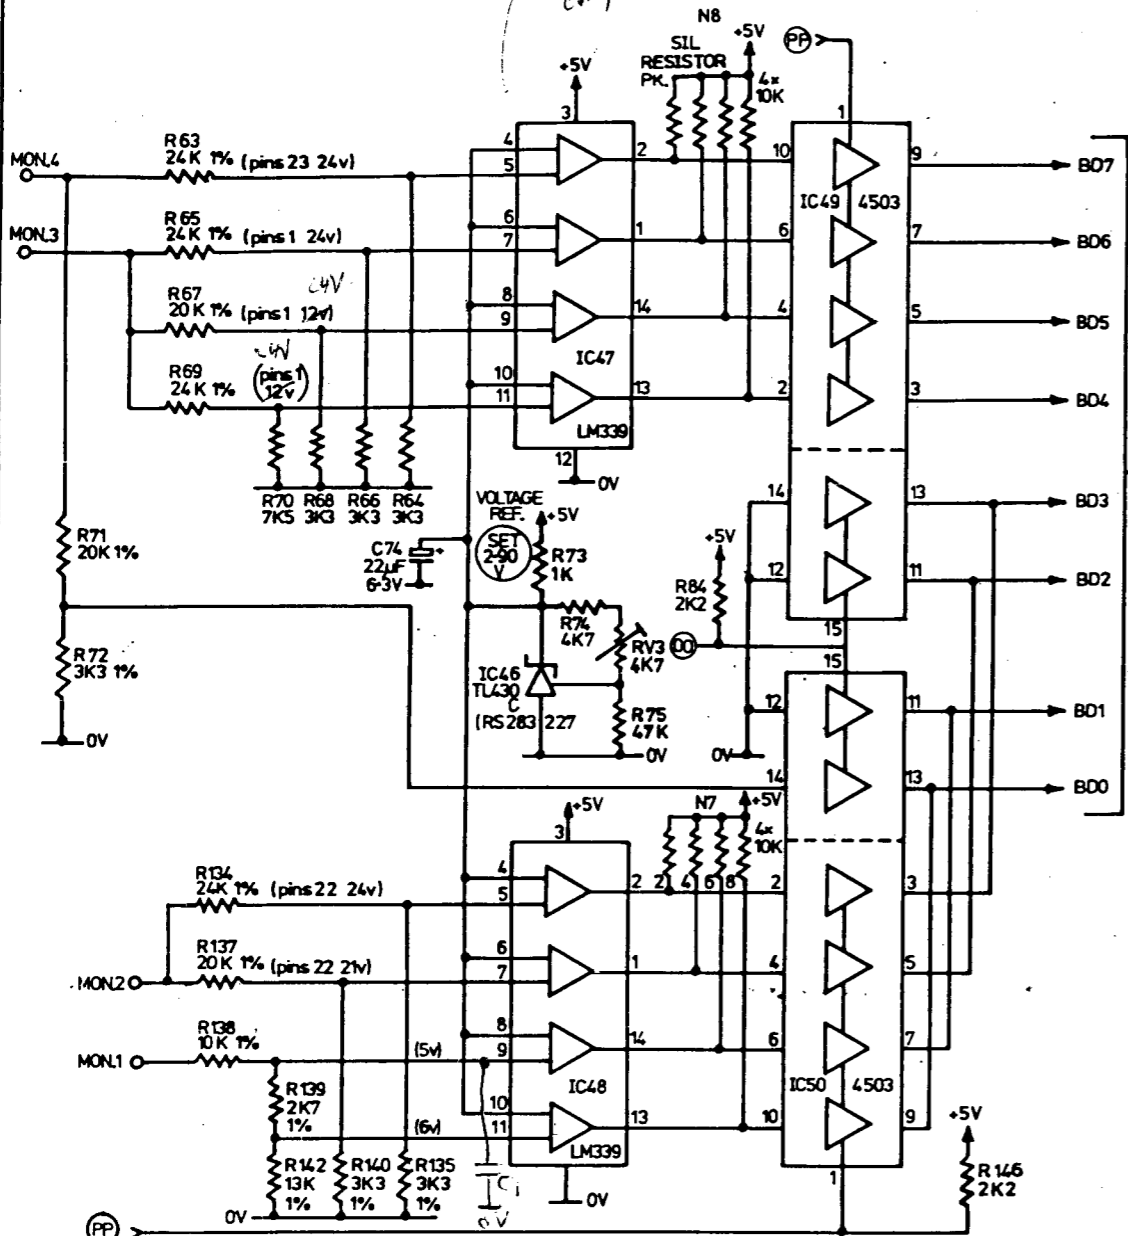 N8
+5V
PP
SIL
RESISTOR
PK.
4×
10K
+5V
3
1
R63
24K 1% (pins 23 24v)
MON.4
4
5
2
10
9
BD7
IC49 4503
R65
24K 1% (pins 1 24v)
MON.3
6
7
1
6
7
BD6
24V
R67
20K 1% (pins 1 12v)
8
9
14
4
5
BD5
IC47
24V
R69
24K 1%
(pins 1
12v)
10
11
13
2
3
BD4
LM339
12
0V
R70
7K5
R68
3K3
R66
3K3
R64
3K3
VOLTAGE
REF.
+5V
SET
2·90
V
R73
1K
C74
22µF
6·3V
+
14
13
BD3
R71
20K 1%
+5V
R84
2K2
12
11
BD2
R74
4K7
RV3
4K7
DO
15
15
R72
3K3 1%
0V
IC46
TL430
C
(RS 283 227
R75
47K
0V
12
11
BD1
0V
14
13
BD0
+5V
3
N7
+5V
4×
10K
R134
24K 1% (pins 22 24v)
4
5
2
2 4 6 8
2
3
R137
20K 1% (pins 22 21v)
MON.2
6
7
1
4
5
R138
10K 1%
MON.1
(5v)
8
9
14
6
7
IC48
IC50 4503
R139
2K7
1%
(6v)
10
11
13
10
9
LM339
+5V
R142
13K
1%
R140
3K3
1%
R135
3K3
1%
0V
0V
0V
1
R146
2K2
PP